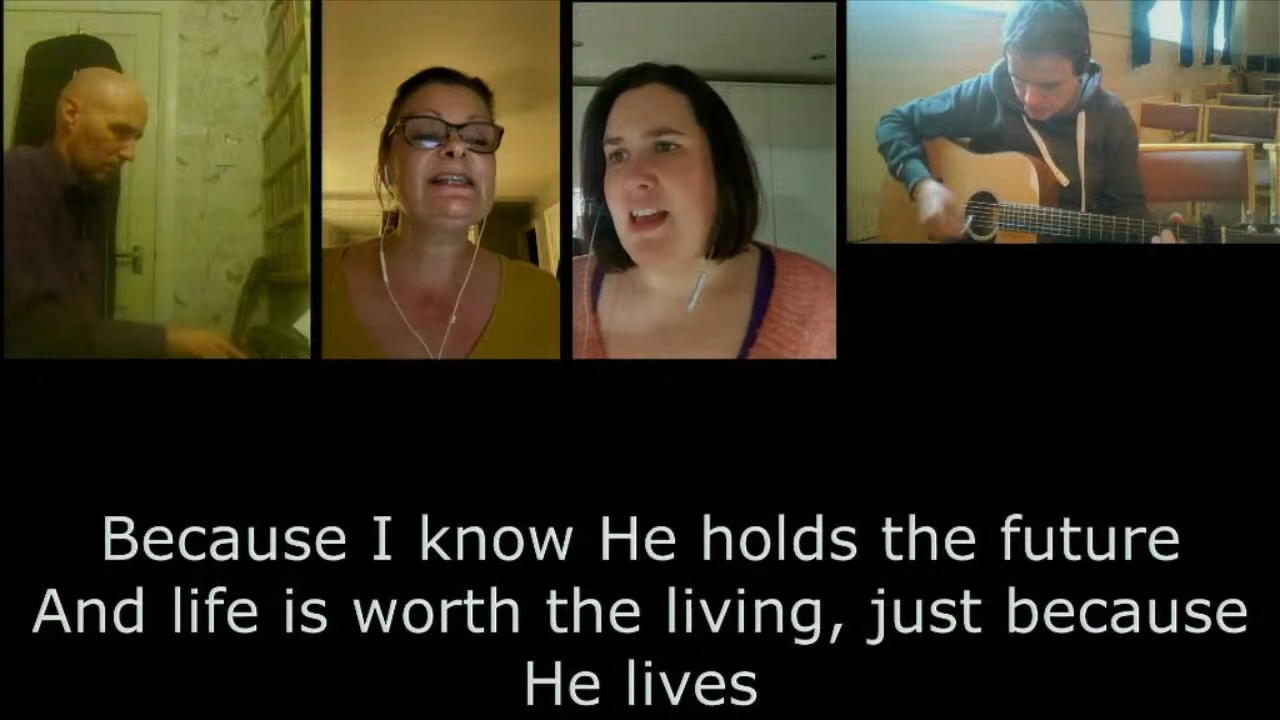 Because I know He holds the future
And life is worth the living, just because
He lives